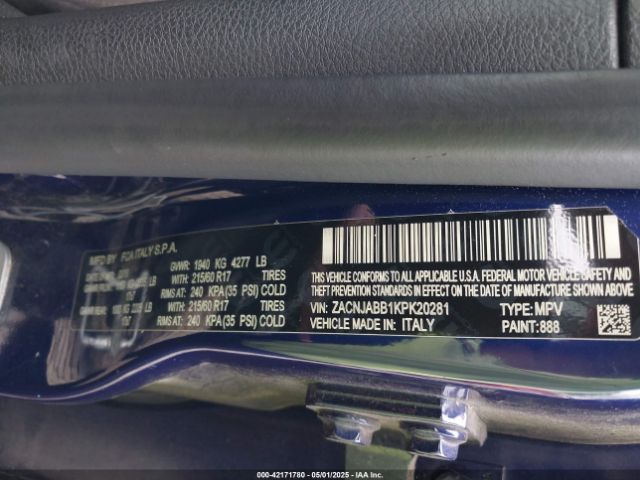 MFD BY FCA ITALY S.P.A.
GVWR: 1940 KG 4277 LB
WITH: 215/60 R17 TIRES
RIMS AT: 240 KPA(35 PSI) COLD
WITH: 215/60 R17 TIRES
RIMS AT: 240 KPA(35 PSI) COLD
THIS VEHICLE CONFORMS TO ALL APPLICABLE U.S.A. FEDERAL MOTOR VEHICLE SAFETY AND
THEFT PREVENTION STANDARDS IN EFFECT ON THE DATE OF MANUFACTURE SHOWN ABOVE.
VIN: ZACNJABB1KPK20281 TYPE: MPV
VEHICLE MADE IN: ITALY PAINT:888
000-42171780 - 05/01/2025 - IAA Inc.